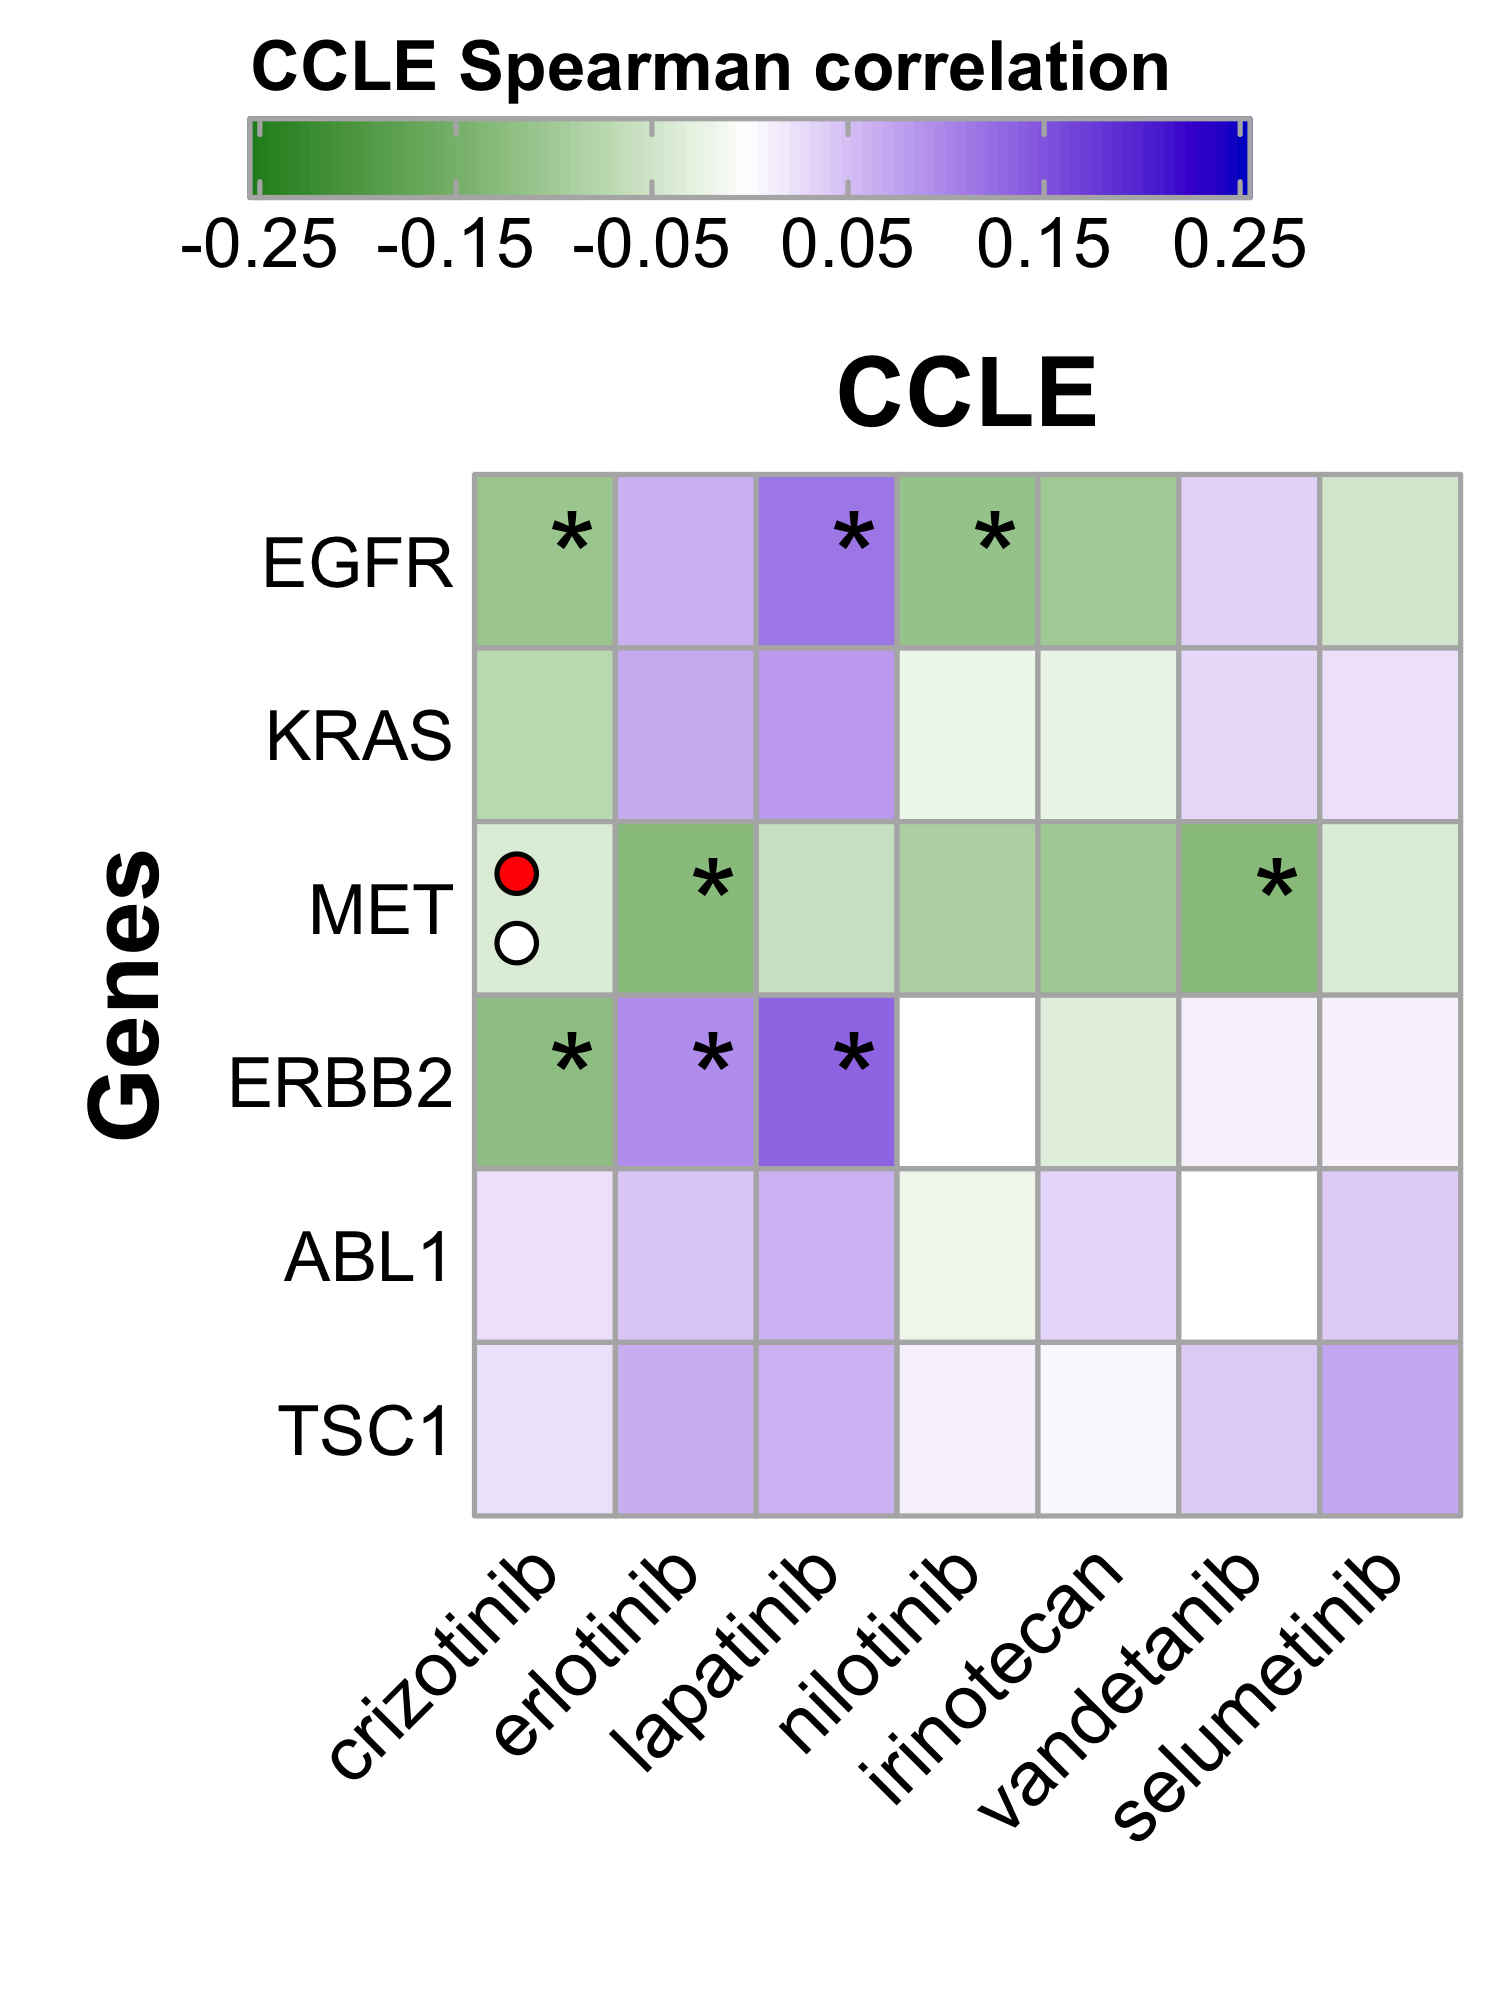 CCLE Spearman correlation
-0.25 -0.15 -0.05 0.05 0.15 0.25
CCLE
Genes
EGFR * * *
KRAS
MET * *
ERBB2 * * *
ABL1
TSC1
crizotinib
erlotinib
lapatinib
nilotinib
irinotecan
vandetanib
selumetinib